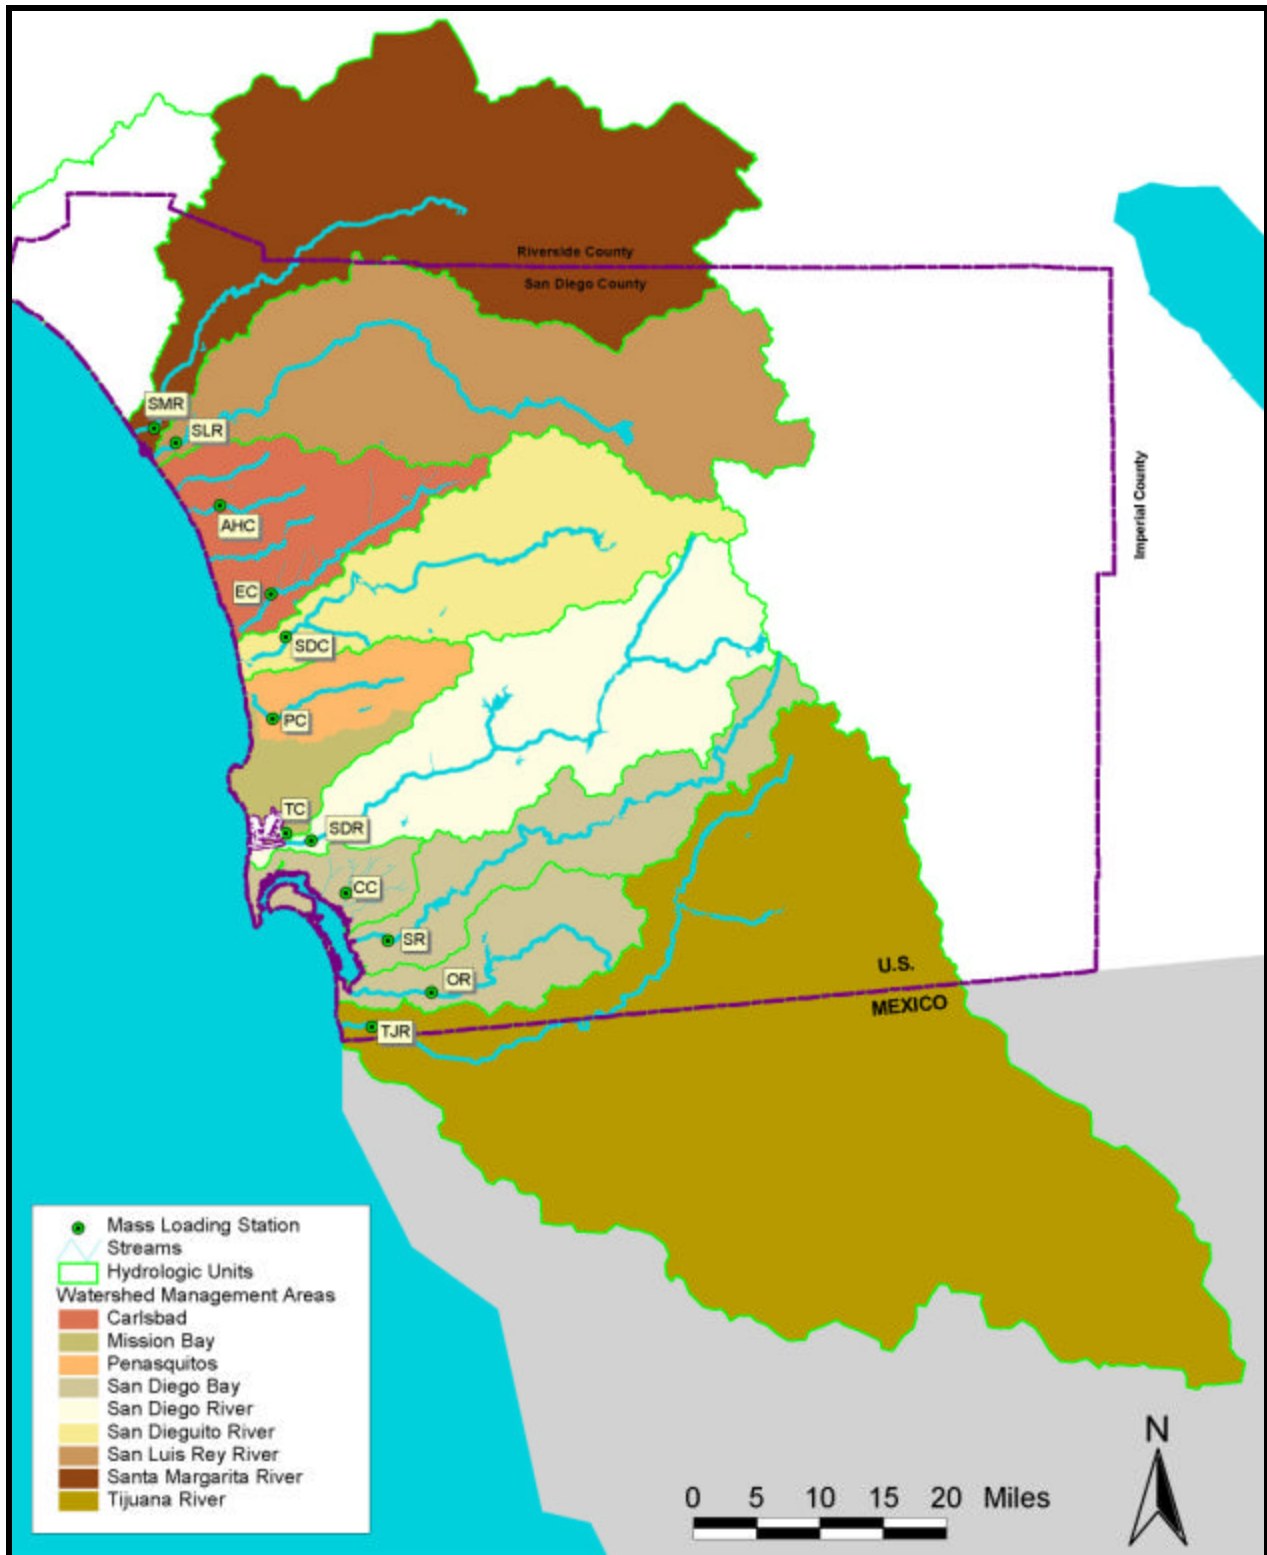 Riverside County
San Diego County
Imperial County
SMR
SLR
AHC
EC
SDC
PC
TC
SDR
CC
SR
OR
TJR
U.S.
MEXICO
Mass Loading Station
Streams
Hydrologic Units
Watershed Management Areas
Carlsbad
Mission Bay
Penasquitos
San Diego Bay
San Diego River
San Dieguito River
San Luis Rey River
Santa Margarita River
Tijuana River
N
0 5 10 15 20 Miles